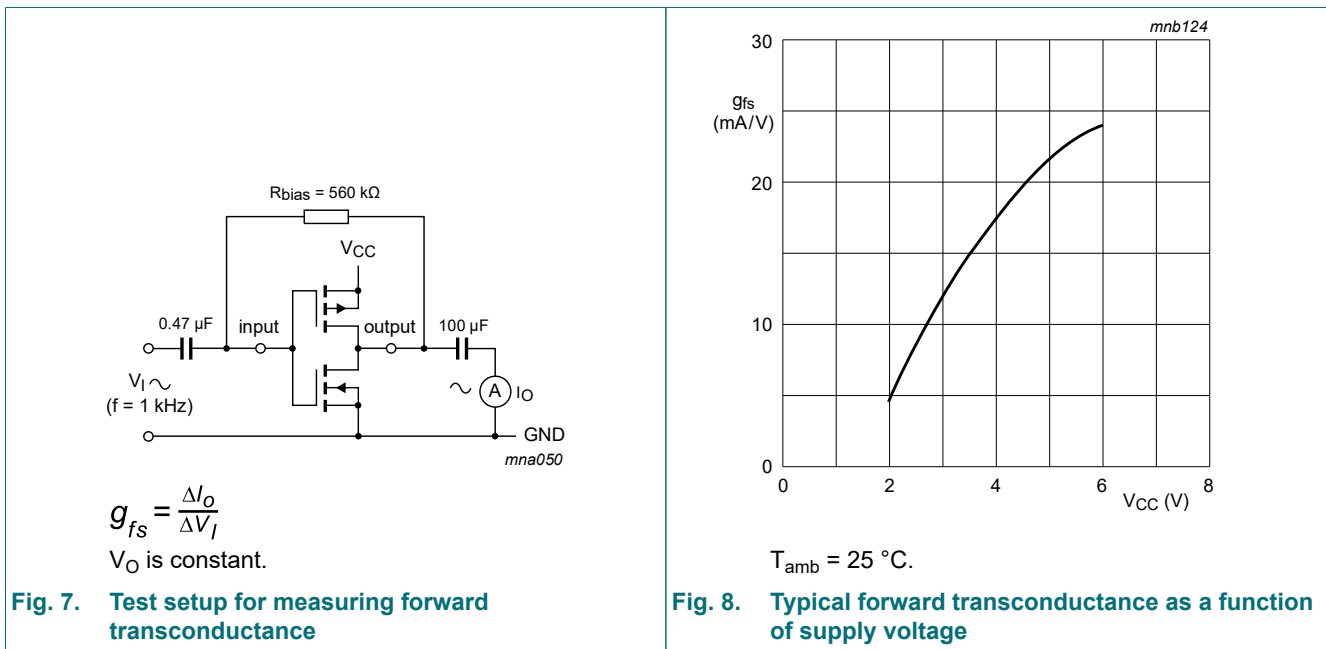 Rbias = 560 kΩ
VCC
0.47 µF
input
output
100 µF
VI
(f = 1 kHz)
A
IO
GND
mna050
gfs = ΔIo / ΔVI
VO is constant.
Fig. 7. Test setup for measuring forward
transconductance
mnb124
30
gfs
(mA/V)
20
10
0
0 2 4 6 8
VCC (V)
Tamb = 25 °C.
Fig. 8. Typical forward transconductance as a function
of supply voltage